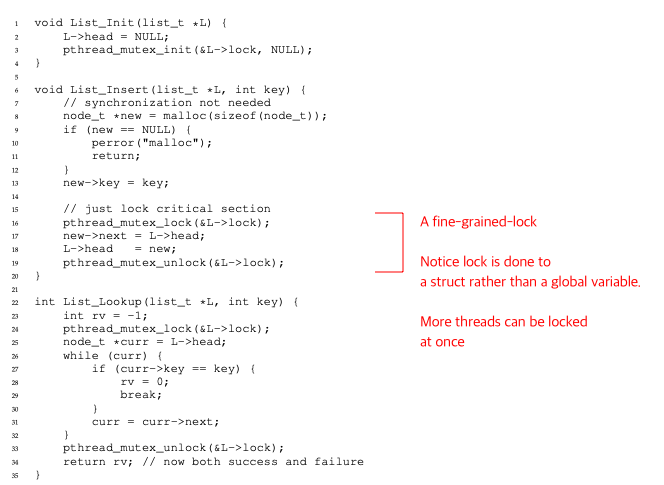 1 void List_Init(list_t *L) {
2     L->head = NULL;
3     pthread_mutex_init(&L->lock, NULL);
4 }
5
6 void List_Insert(list_t *L, int key) {
7     // synchronization not needed
8     node_t *new = malloc(sizeof(node_t));
9     if (new == NULL) {
10         perror("malloc");
11         return;
12     }
13     new->key = key;
14
15     // just lock critical section
16     pthread_mutex_lock(&L->lock);
17     new->next = L->head;
18     L->head   = new;
19     pthread_mutex_unlock(&L->lock);
20 }
21
22 int List_Lookup(list_t *L, int key) {
23     int rv = -1;
24     pthread_mutex_lock(&L->lock);
25     node_t *curr = L->head;
26     while (curr) {
27         if (curr->key == key) {
28             rv = 0;
29             break;
30         }
31         curr = curr->next;
32     }
33     pthread_mutex_unlock(&L->lock);
34     return rv; // now both success and failure
35 }
A fine-grained-lock
Notice lock is done to
a struct rather than a global variable.
More threads can be locked
at once